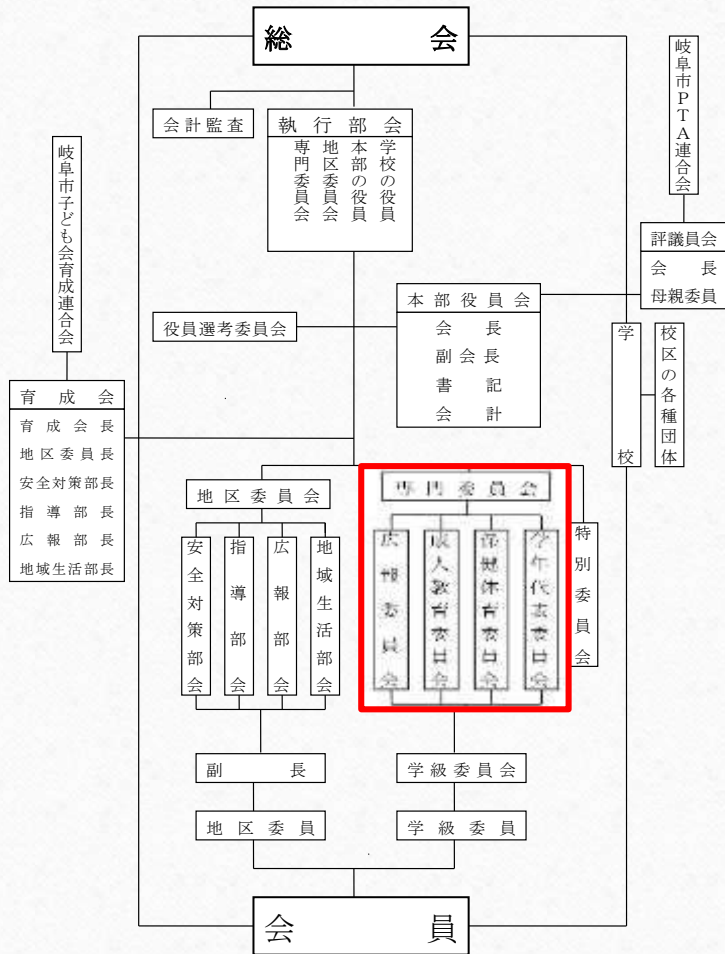 総会
会計監査
執行部会
学校の役員
本部の役員
地区委員会
専門委員会
岐阜市PTA連合会
評議員会
会長
母親委員
岐阜市子ども会育成連合会
役員選考委員会
本部役員会
会長
副会長
書記
会計
学校
校区の各種団体
育成会
育成会長
地区委員長
安全対策部長
指導部長
広報部長
地域生活部長
地区委員会
安全対策部会
指導部会
広報部会
地域生活部会
専門委員会
広報委員会
成人教育委員会
保健体育委員会
学年代表委員会
特別委員会
副長
学級委員会
地区委員
学級委員
会員